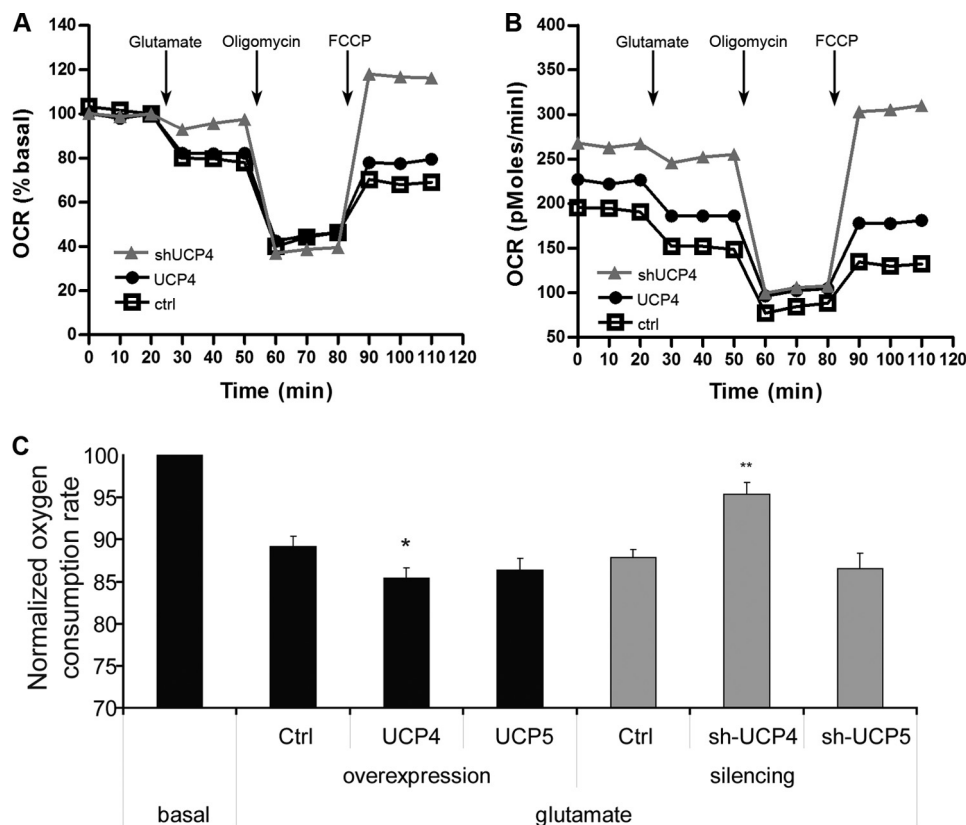 A
Glutamate Oligomycin FCCP
140
120
100
80
60
40
20
0
OCR (% basal)
shUCP4
UCP4
ctrl
0 10 20 30 40 50 60 70 80 90 100 110 120
Time (min)
B
Glutamate Oligomycin FCCP
400
350
300
250
200
150
100
50
OCR (pMoles/minl)
shUCP4
UCP4
ctrl
0 10 20 30 40 50 60 70 80 90 100 110 120
Time (min)
C
100
95
90
85
80
75
70
Normalized oxygen
consumption rate
*
**
Ctrl UCP4 UCP5 Ctrl sh-UCP4 sh-UCP5
overexpression silencing
basal glutamate